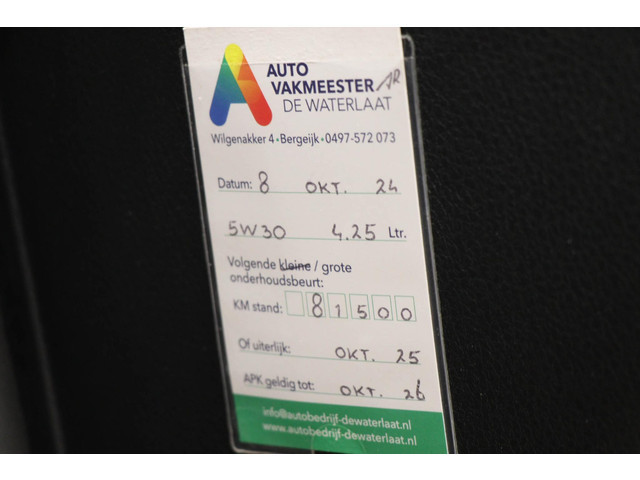 AUTO
VAKMEESTER AR
DE WATERLAAT
Wilgenakker 4 • Bergeijk • 0497-572 073
Datum: 8 OKT. 24
5W30 4.25 Ltr.
Volgende kleine / grote
onderhoudsbeurt:
KM stand: 81500
Of uiterlijk: OKT. 25
APK geldig tot: OKT. 26
info@autobedrijf-dewaterlaat.nl
www.autobedrijf-dewaterlaat.nl